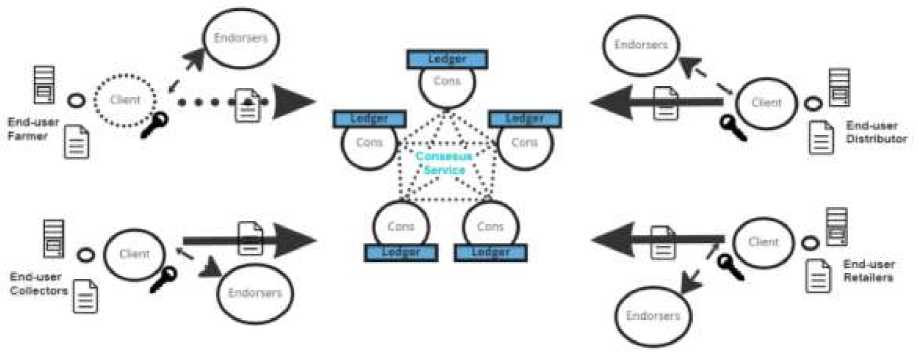 Endorsers
Client
End-user
Farmer
Ledger
Cons
Ledger
Cons
Ledger
Cons
Consesus
Service
Cons
Ledger
Cons
Ledger
Endorsers
Client
End-user
Distributor
Client
End-user
Collectors
Endorsers
Client
End-user
Retailers
Endorsers